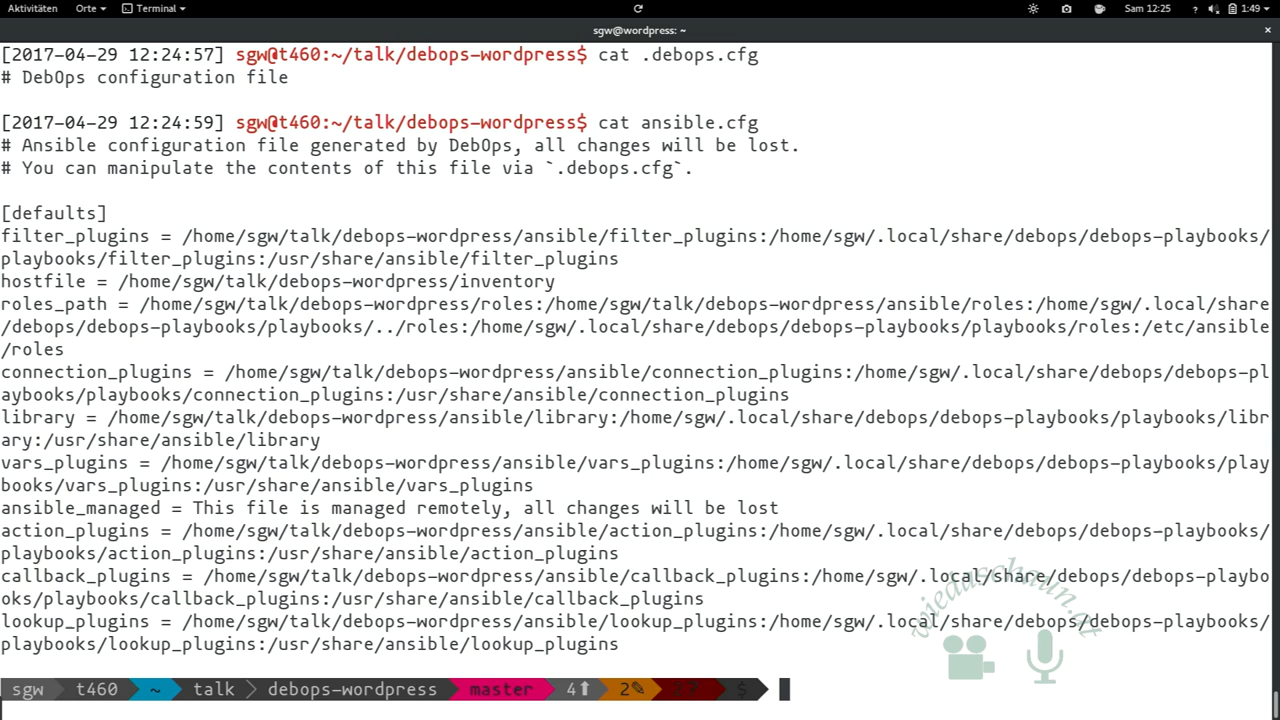 Aktivitäten Orte Terminal Sam 12:25 ? 1:49
sgw@wordpress: ~
[2017-04-29 12:24:57] sgw@t460:~/talk/debops-wordpress$ cat .debops.cfg
# DebOps configuration file
[2017-04-29 12:24:59] sgw@t460:~/talk/debops-wordpress$ cat ansible.cfg
# Ansible configuration file generated by DebOps, all changes will be lost.
# You can manipulate the contents of this file via `.debops.cfg`.
[defaults]
filter_plugins = /home/sgw/talk/debops-wordpress/ansible/filter_plugins:/home/sgw/.local/share/debops/debops-playbooks/
playbooks/filter_plugins:/usr/share/ansible/filter_plugins
hostfile = /home/sgw/talk/debops-wordpress/inventory
roles_path = /home/sgw/talk/debops-wordpress/roles:/home/sgw/talk/debops-wordpress/ansible/roles:/home/sgw/.local/share
/debops/debops-playbooks/playbooks/../roles:/home/sgw/.local/share/debops/debops-playbooks/playbooks/roles:/etc/ansible
/roles
connection_plugins = /home/sgw/talk/debops-wordpress/ansible/connection_plugins:/home/sgw/.local/share/debops/debops-pl
aybooks/playbooks/connection_plugins:/usr/share/ansible/connection_plugins
library = /home/sgw/talk/debops-wordpress/ansible/library:/home/sgw/.local/share/debops/debops-playbooks/playbooks/libr
ary:/usr/share/ansible/library
vars_plugins = /home/sgw/talk/debops-wordpress/ansible/vars_plugins:/home/sgw/.local/share/debops/debops-playbooks/play
books/vars_plugins:/usr/share/ansible/vars_plugins
ansible_managed = This file is managed remotely, all changes will be lost
action_plugins = /home/sgw/talk/debops-wordpress/ansible/action_plugins:/home/sgw/.local/share/debops/debops-playbooks/
playbooks/action_plugins:/usr/share/ansible/action_plugins
callback_plugins = /home/sgw/talk/debops-wordpress/ansible/callback_plugins:/home/sgw/.local/share/debops/debops-playbo
oks/playbooks/callback_plugins:/usr/share/ansible/callback_plugins
lookup_plugins = /home/sgw/talk/debops-wordpress/ansible/lookup_plugins:/home/sgw/.local/share/debops/debops-playbooks/
playbooks/lookup_plugins:/usr/share/ansible/lookup_plugins
wiedaschaun.at
sgw t460 ~ talk debops-wordpress master 4⬆ 2✎ $